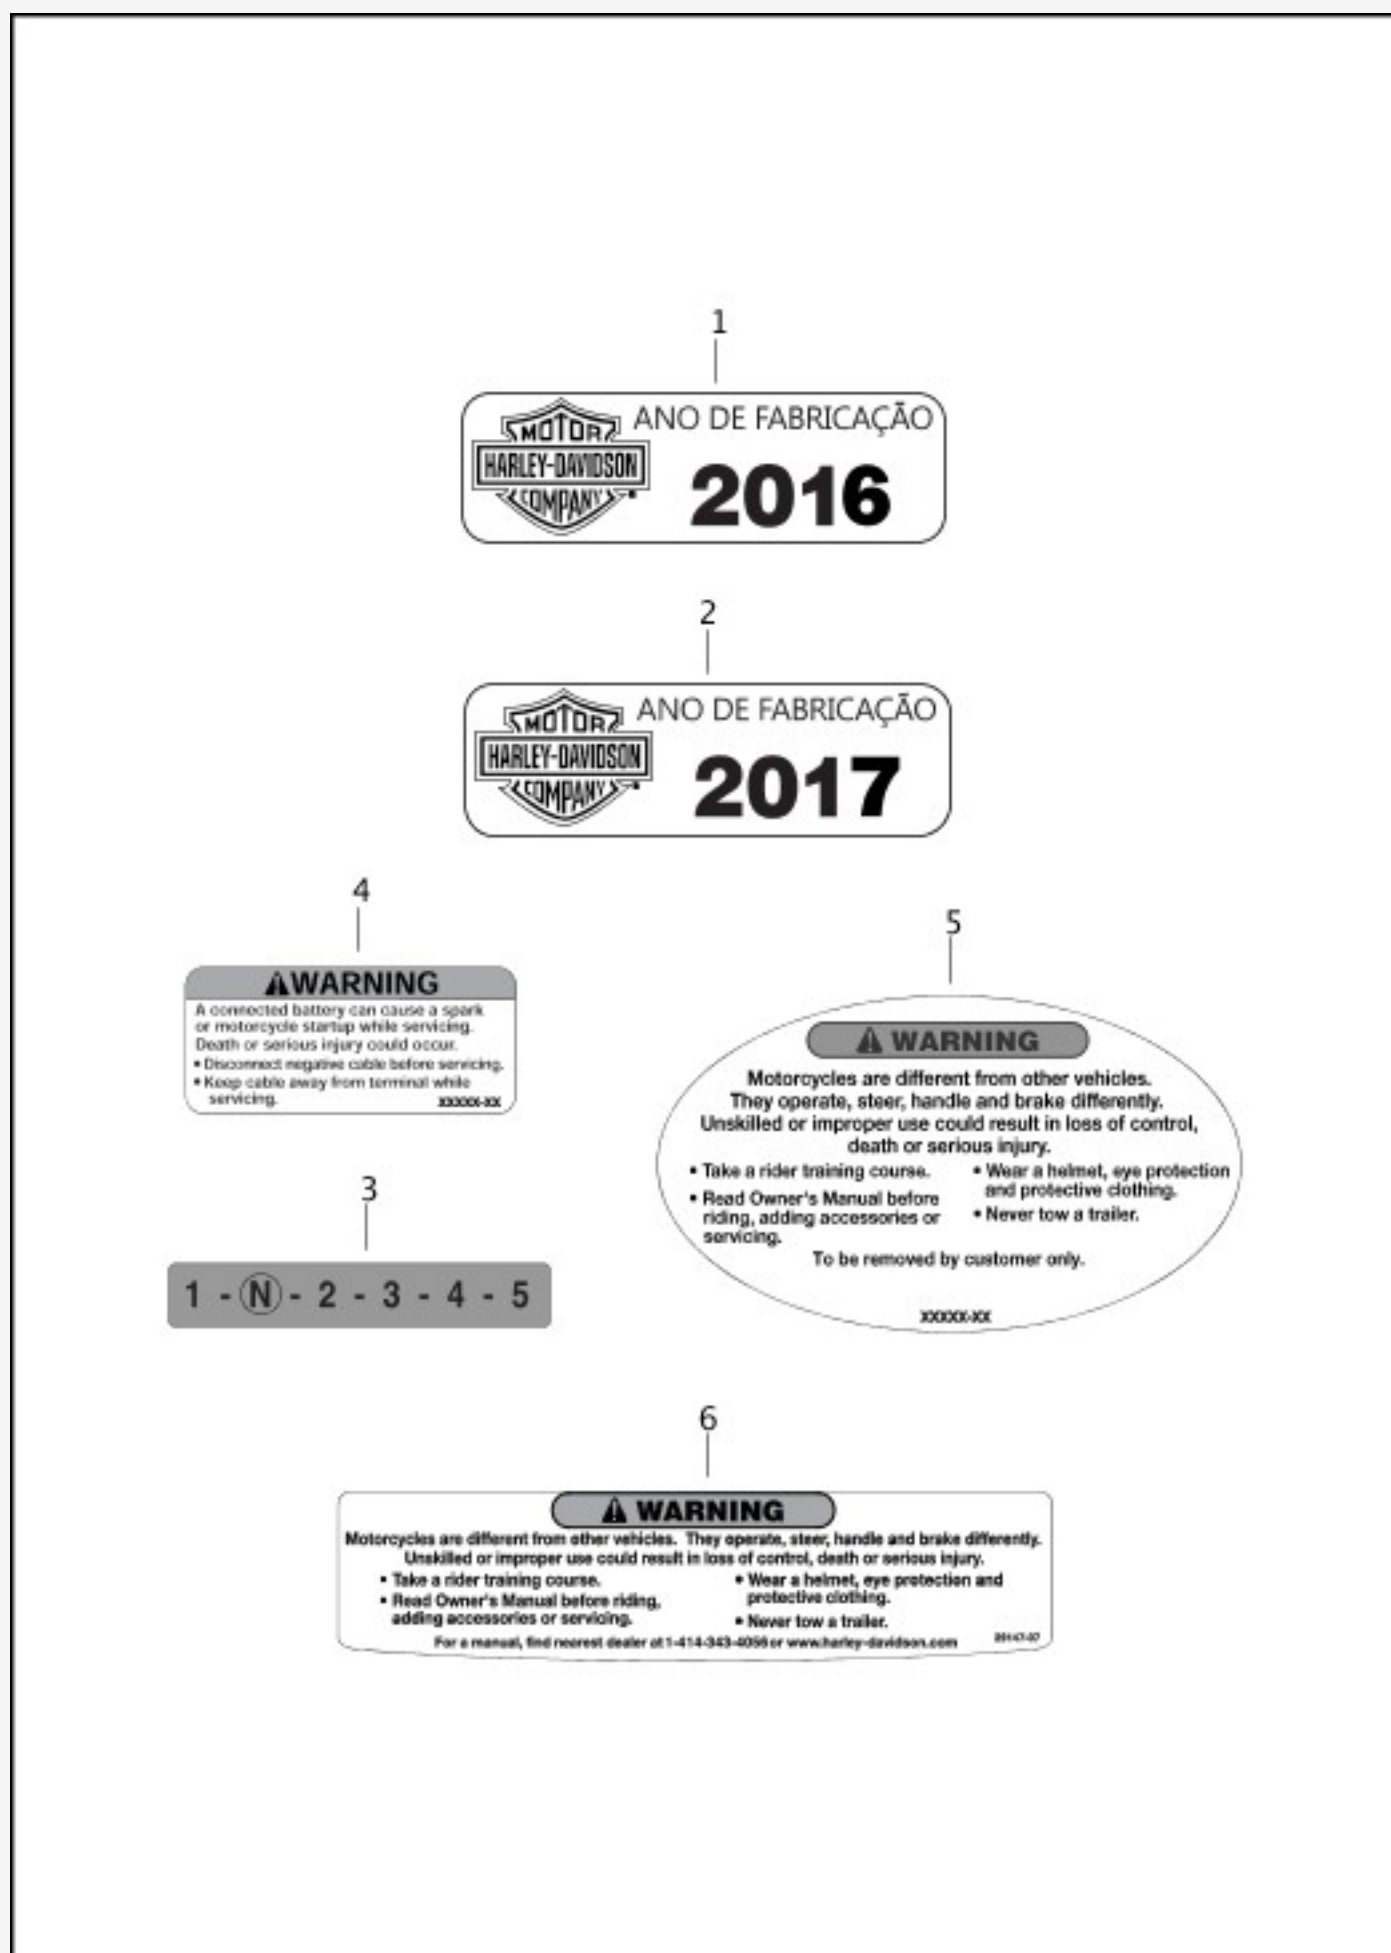 1
MOTOR
HARLEY-DAVIDSON
COMPANY
ANO DE FABRICAÇÃO
2016
2
MOTOR
HARLEY-DAVIDSON
COMPANY
ANO DE FABRICAÇÃO
2017
4
WARNING
A connected battery can cause a spark
or motorcycle startup while servicing.
Death or serious injury could occur.
• Disconnect negative cable before servicing.
• Keep cable away from terminal while
servicing.
XXXXX-XX
3
1 - N - 2 - 3 - 4 - 5
5
WARNING
Motorcycles are different from other vehicles.
They operate, steer, handle and brake differently.
Unskilled or improper use could result in loss of control,
death or serious injury.
• Take a rider training course.
• Read Owner's Manual before
riding, adding accessories or
servicing.
• Wear a helmet, eye protection
and protective clothing.
• Never tow a trailer.
To be removed by customer only.
XXXXX-XX
6
WARNING
Motorcycles are different from other vehicles. They operate, steer, handle and brake differently.
Unskilled or improper use could result in loss of control, death or serious injury.
• Take a rider training course.
• Read Owner's Manual before riding,
adding accessories or servicing.
• Wear a helmet, eye protection and
protective clothing.
• Never tow a trailer.
For a manual, find nearest dealer at 1-414-343-4056 or www.harley-davidson.com